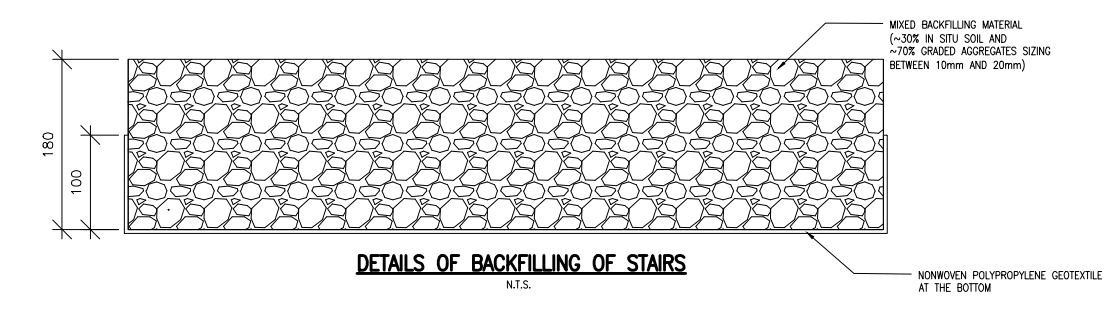 MIXED BACKFILLING MATERIAL
(~30% IN SITU SOIL AND
~70% GRADED AGGREGATES SIZING
BETWEEN 10mm AND 20mm)
180
100
DETAILS OF BACKFILLING OF STAIRS
N.T.S.
NONWOVEN POLYPROPYLENE GEOTEXTILE
AT THE BOTTOM